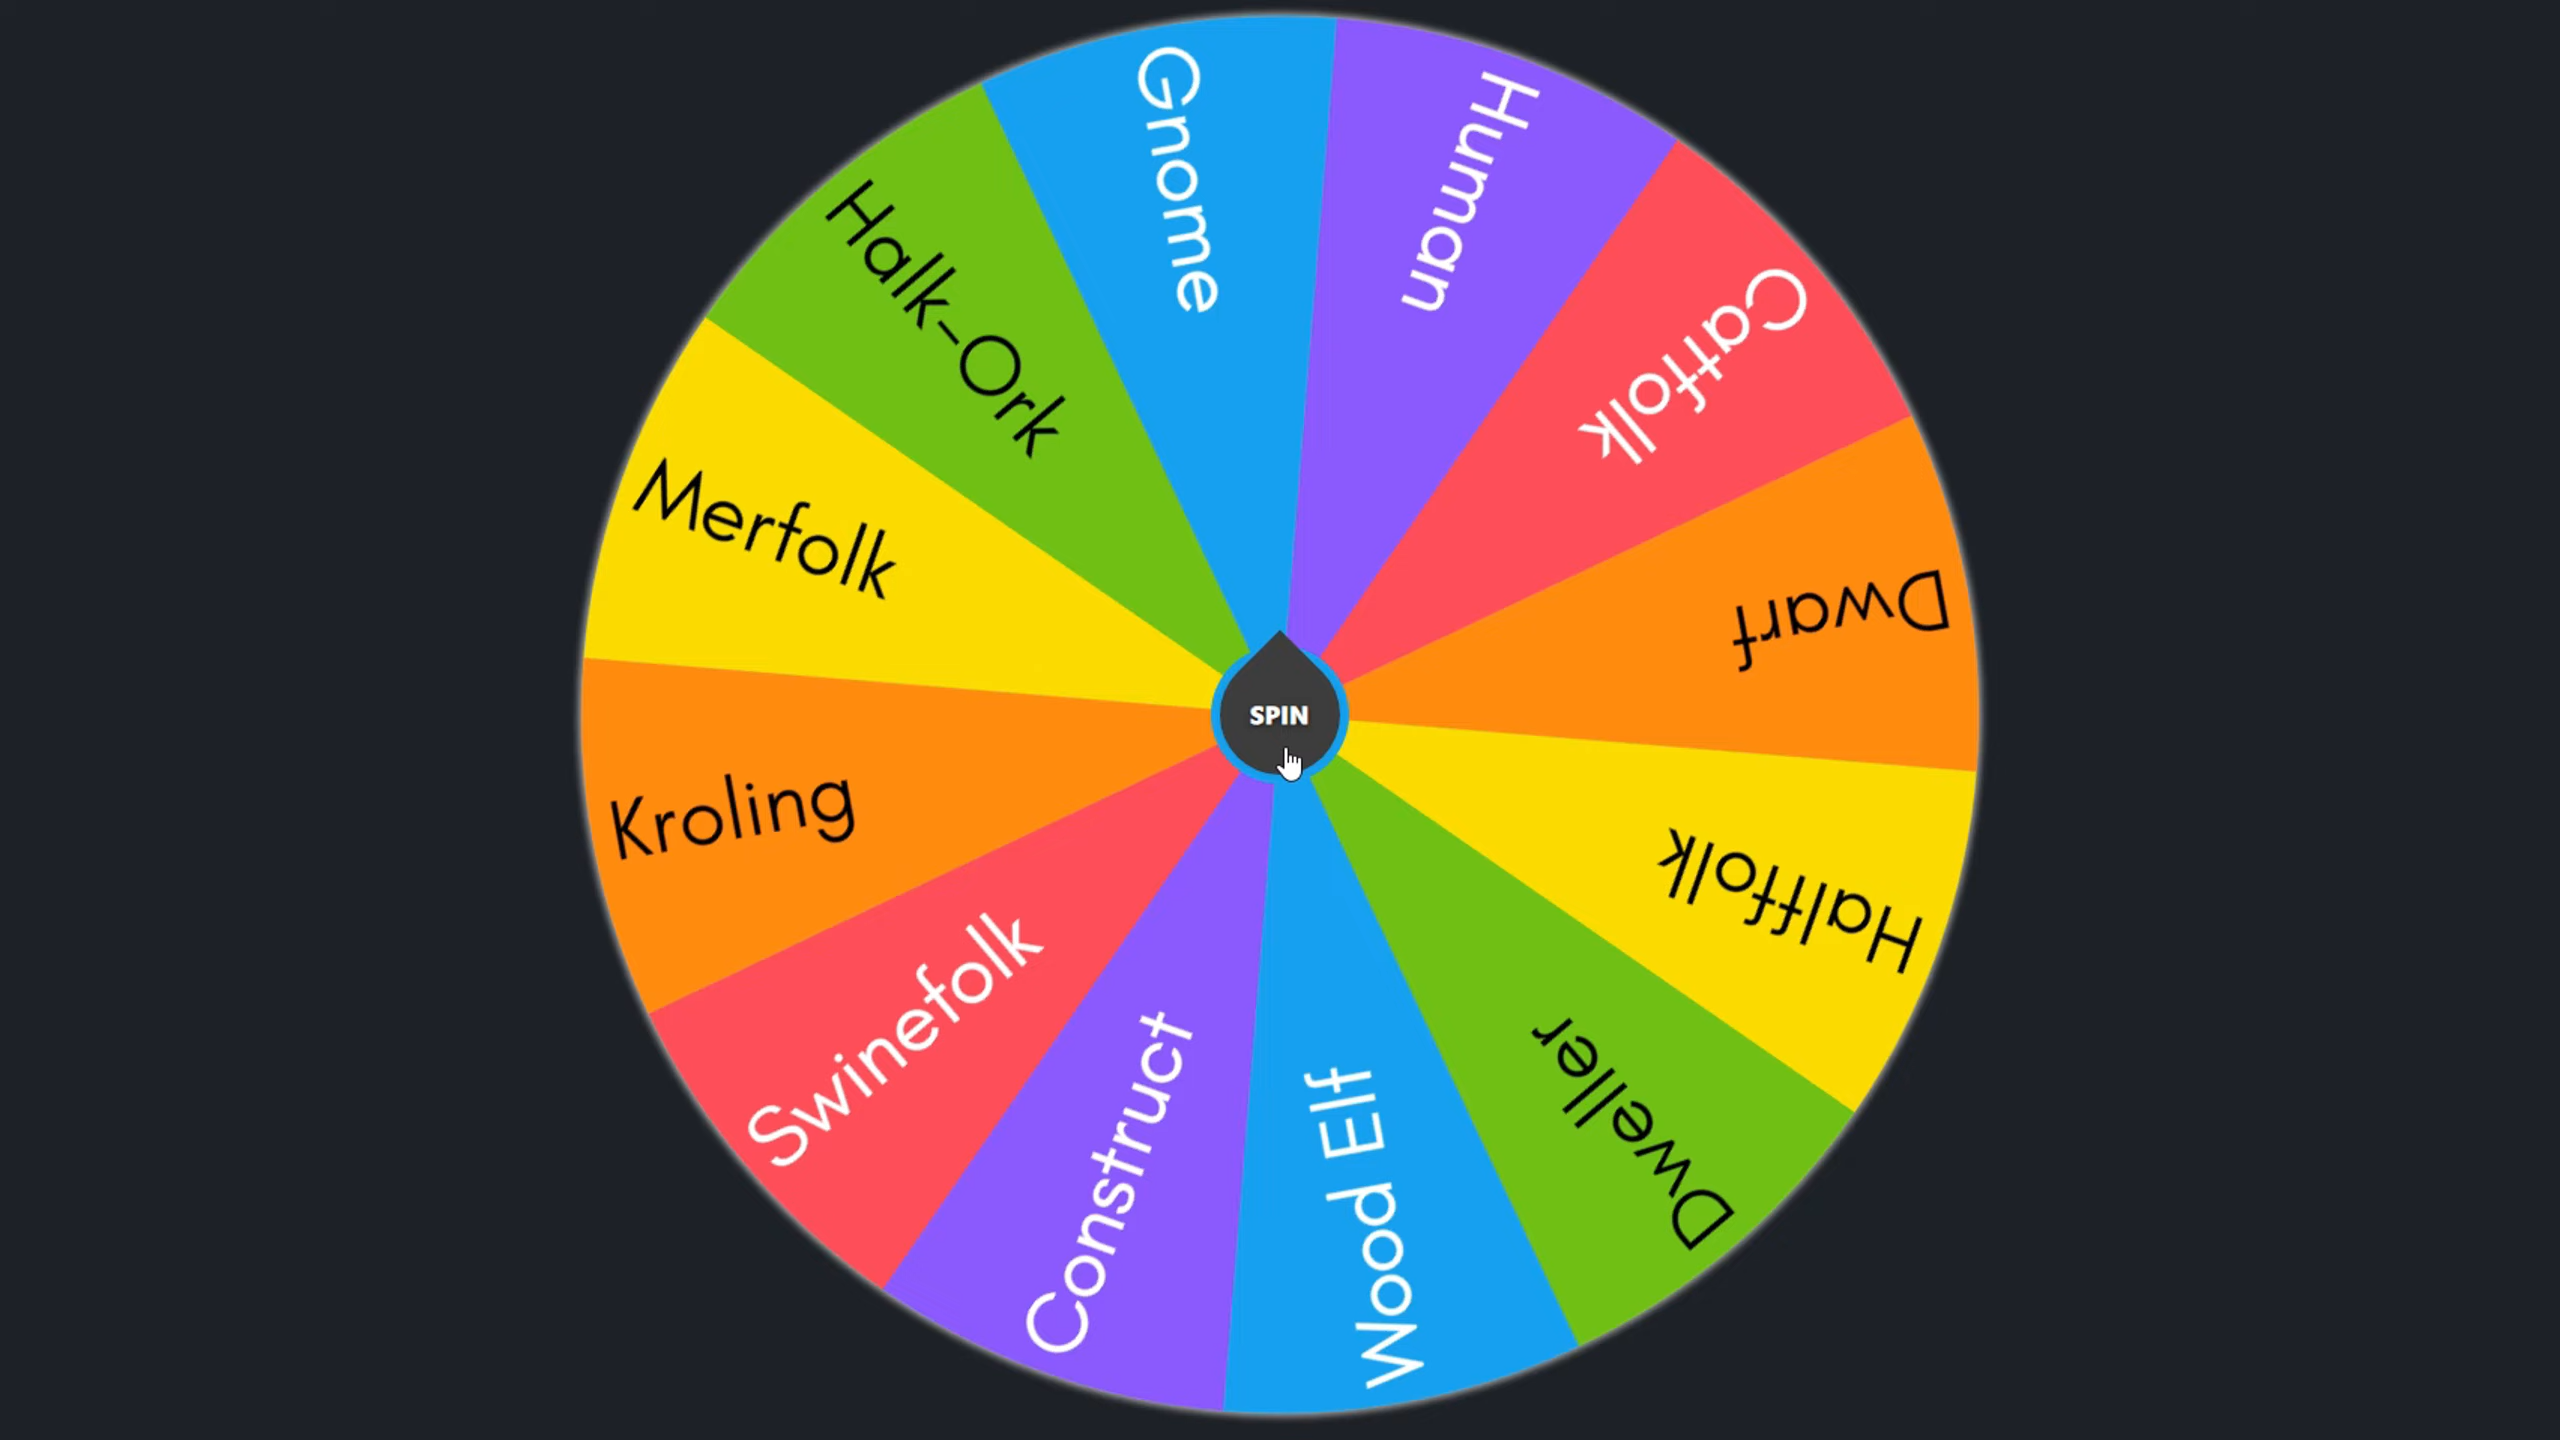 Gnome
Human
Catfolk
Dwarf
Halffolk
Dweller
Wood Elf
Construct
Swinefolk
Kroling
Merfolk
Halk-Ork
SPIN